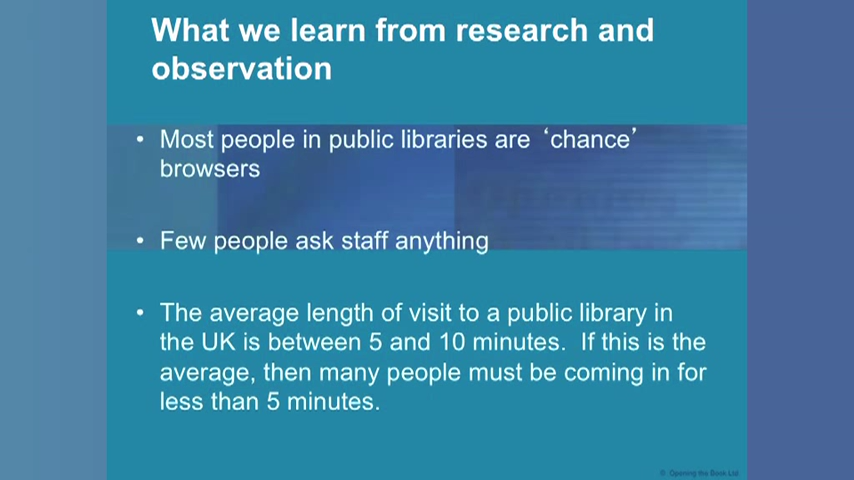 What we learn from research and
observation
• Most people in public libraries are ‘chance’
browsers
• Few people ask staff anything
• The average length of visit to a public library in
the UK is between 5 and 10 minutes.  If this is the
average, then many people must be coming in for
less than 5 minutes.
© Opening the Book Ltd